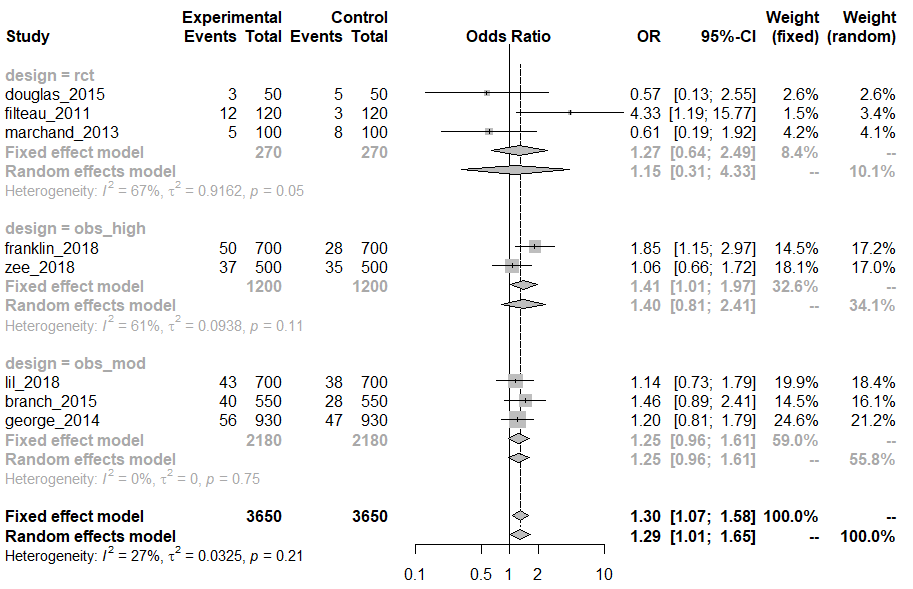 Experimental Control Weight Weight
Study Events Total Events Total Odds Ratio OR 95%-CI (fixed) (random)
design = rct
douglas_2015 3 50 5 50 0.57 [0.13; 2.55] 2.6% 2.6%
filteau_2011 12 120 3 120 4.33 [1.19; 15.77] 1.5% 3.4%
marchand_2013 5 100 8 100 0.61 [0.19; 1.92] 4.2% 4.1%
Fixed effect model 270 270 1.27 [0.64; 2.49] 8.4% --
Random effects model 1.15 [0.31; 4.33] -- 10.1%
Heterogeneity: I² = 67%, τ² = 0.9162, p = 0.05
design = obs_high
franklin_2018 50 700 28 700 1.85 [1.15; 2.97] 14.5% 17.2%
zee_2018 37 500 35 500 1.06 [0.66; 1.72] 18.1% 17.0%
Fixed effect model 1200 1200 1.41 [1.01; 1.97] 32.6% --
Random effects model 1.40 [0.81; 2.41] -- 34.1%
Heterogeneity: I² = 61%, τ² = 0.0938, p = 0.11
design = obs_mod
lil_2018 43 700 38 700 1.14 [0.73; 1.79] 19.9% 18.4%
branch_2015 40 550 28 550 1.46 [0.89; 2.41] 14.5% 16.1%
george_2014 56 930 47 930 1.20 [0.81; 1.79] 24.6% 21.2%
Fixed effect model 2180 2180 1.25 [0.96; 1.61] 59.0% --
Random effects model 1.25 [0.96; 1.61] -- 55.8%
Heterogeneity: I² = 0%, τ² = 0, p = 0.75
Fixed effect model 3650 3650 1.30 [1.07; 1.58] 100.0% --
Random effects model 1.29 [1.01; 1.65] -- 100.0%
Heterogeneity: I² = 27%, τ² = 0.0325, p = 0.21
0.1 0.5 1 2 10